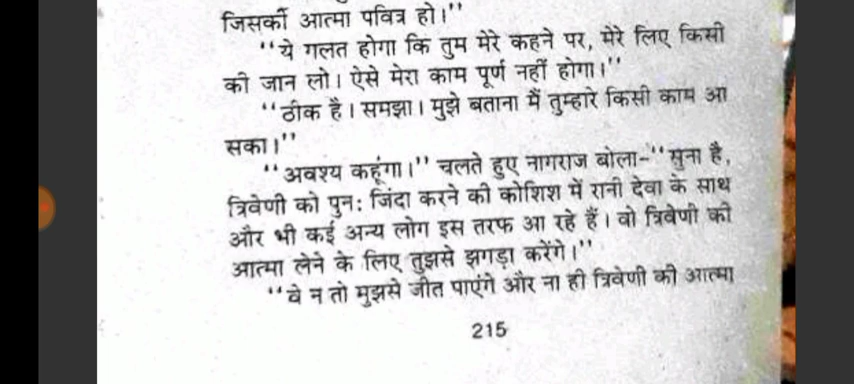 जिसकी आत्मा पवित्र हो।’’
‘‘ये गलत होगा कि तुम मेरे कहने पर, मेरे लिए किसी
की जान लो। ऐसे मेरा काम पूर्ण नहीं होगा।’’
‘‘ठीक है। समझा। मुझे बताना मैं तुम्हारे किसी काम आ
सका।’’
‘‘अवश्य कहूंगा।’’ चलते हुए नागराज बोला-‘‘सुना है,
त्रिवेणी को पुन: जिंदा करने की कोशिश में रानी देवा के साथ
और भी कई अन्य लोग इस तरफ आ रहे हैं। वो त्रिवेणी की
आत्मा लेने के लिए तुझसे झगड़ा करेंगे।’’
‘‘वे न तो मुझसे जीत पाएंगे और ना ही त्रिवेणी की आत्मा
215